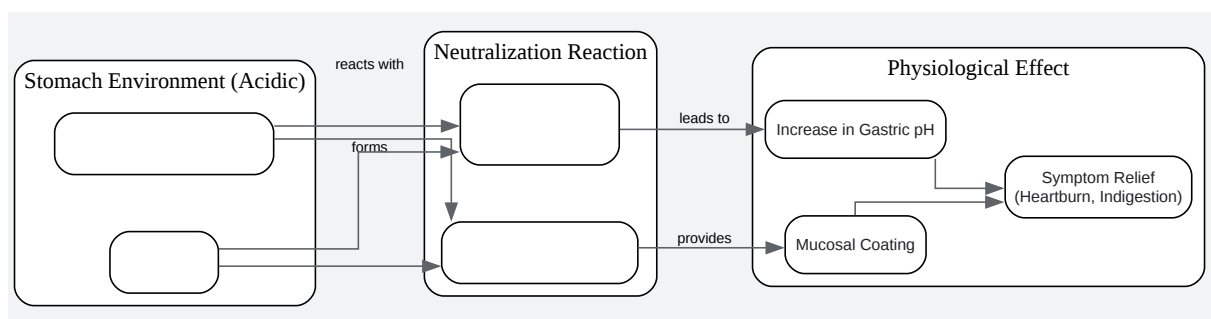 Stomach Environment (Acidic)
reacts with
forms
Neutralization Reaction
leads to
provides
Physiological Effect
Increase in Gastric pH
Mucosal Coating
Symptom Relief
(Heartburn, Indigestion)